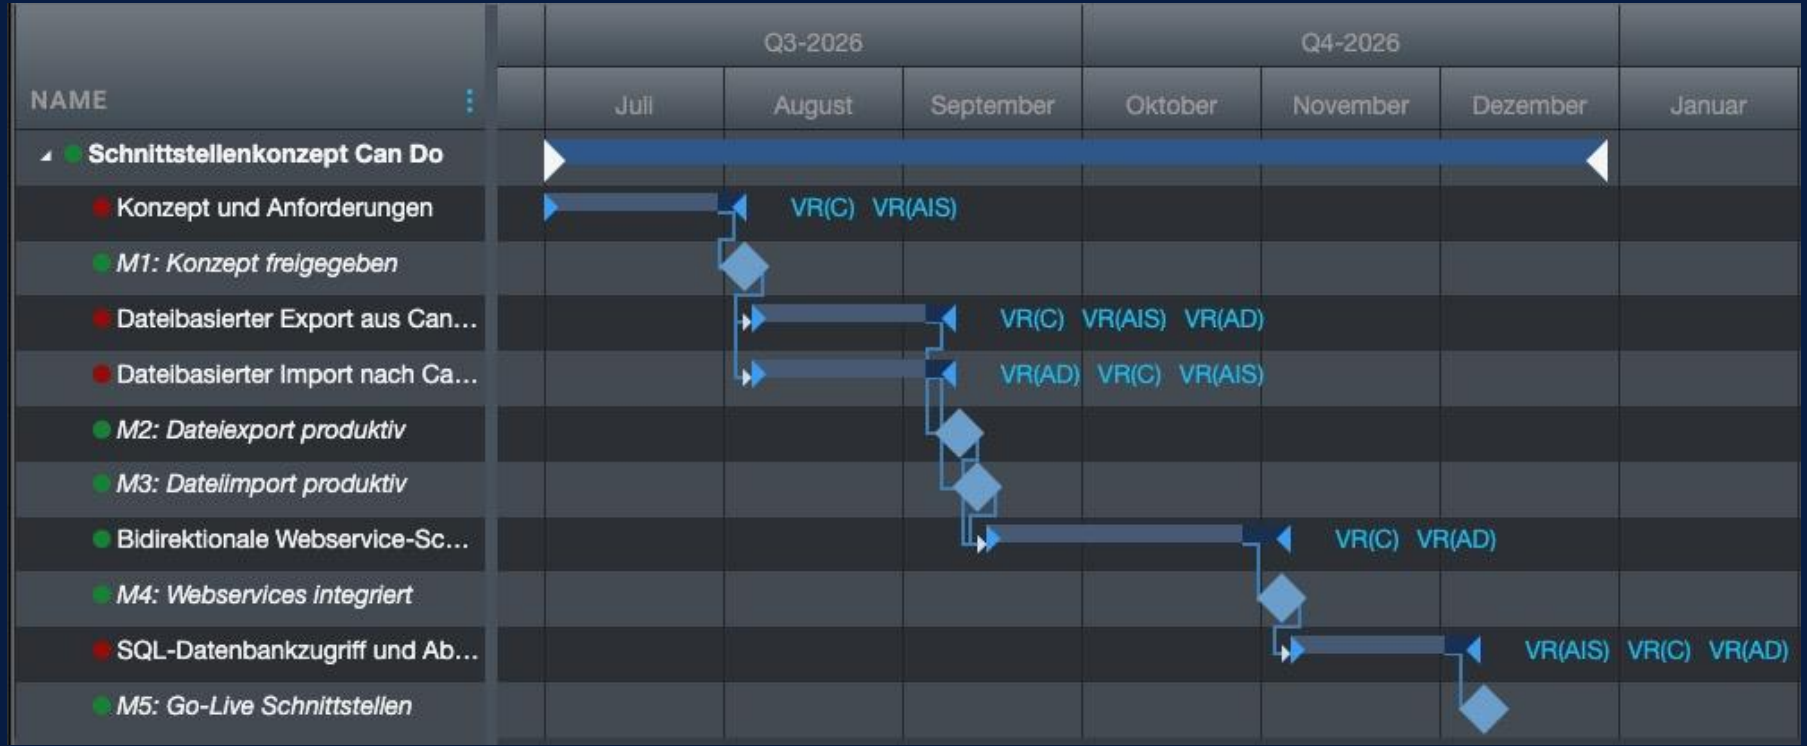 Q3-2026 Q4-2026
NAME Juli August September Oktober November Dezember Januar
Schnittstellenkonzept Can Do
Konzept und Anforderungen VR(C) VR(AIS)
M1: Konzept freigegeben
Dateibasierter Export aus Can... VR(C) VR(AIS) VR(AD)
Dateibasierter Import nach Ca... VR(AD) VR(C) VR(AIS)
M2: Dateiexport produktiv
M3: Dateiimport produktiv
Bidirektionale Webservice-Sc... VR(C) VR(AD)
M4: Webservices integriert
SQL-Datenbankzugriff und Ab... VR(AIS) VR(C) VR(AD)
M5: Go-Live Schnittstellen